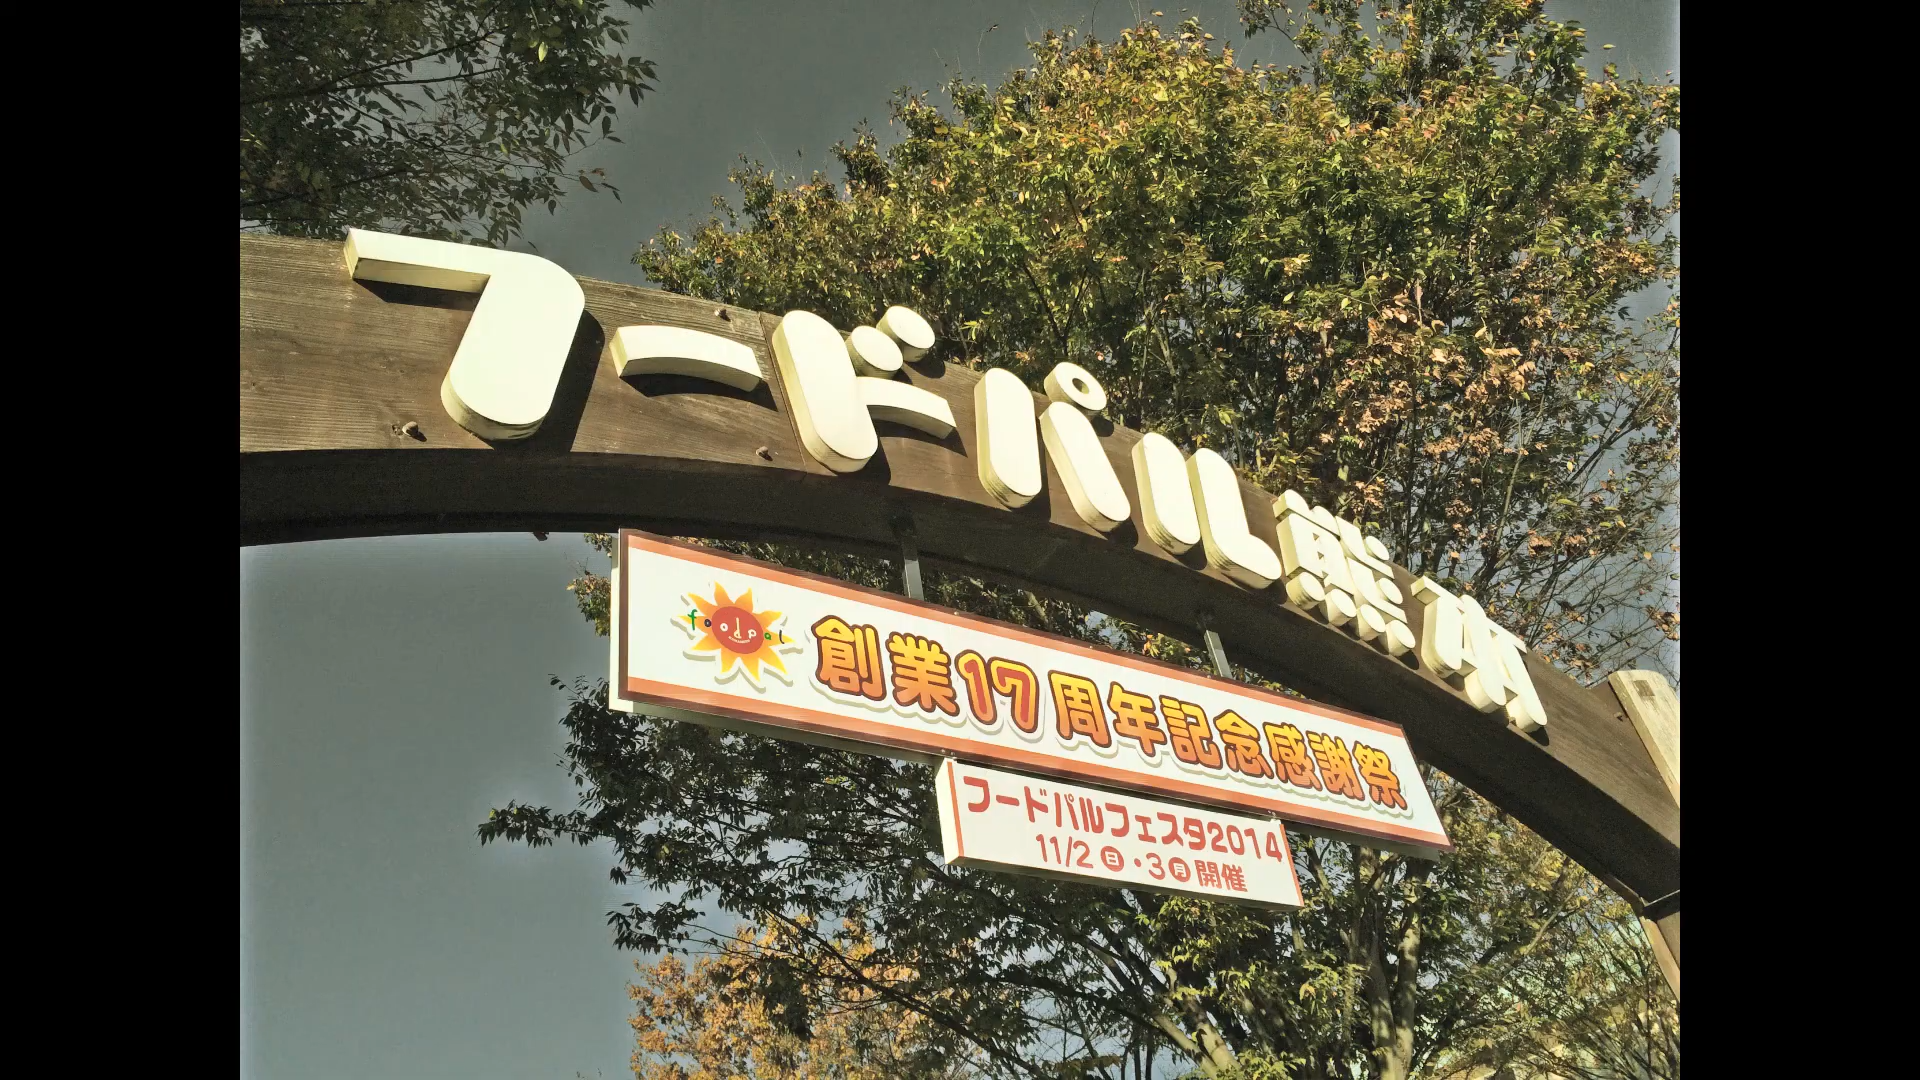 フードパル熊本
foodpal
創業17周年記念感謝祭
フードパルフェスタ2014
11/2㊐・3㊊開催